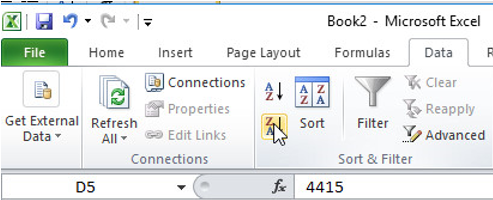 Book2 - Microsoft Excel
File Home Insert Page Layout Formulas Data
Get External Data
Refresh All
Connections
Properties
Edit Links
Connections
A Z
Z A
A Z Z A
Sort
Filter
Clear
Reapply
Advanced
Sort & Filter
D5 fx 4415